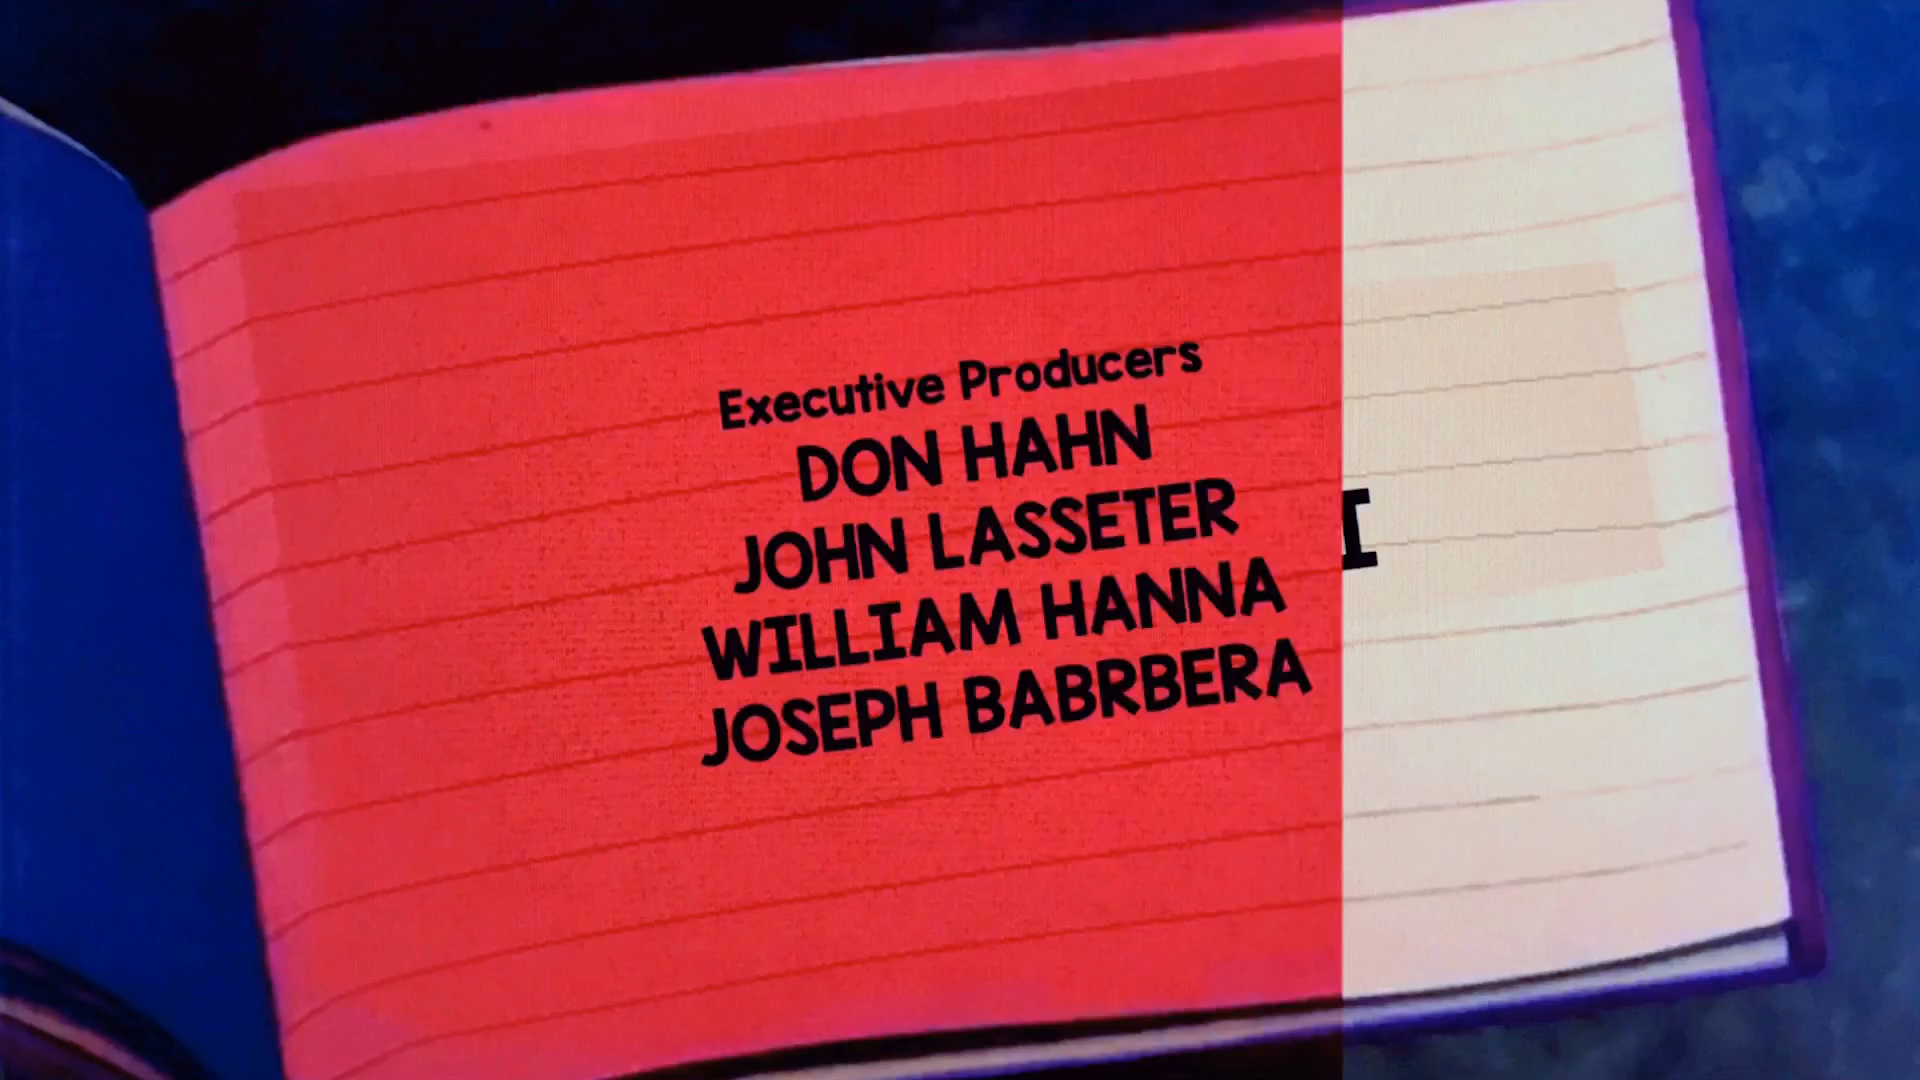 Executive Producers
DON HAHN
JOHN LASSETER
WILLIAM HANNA
JOSEPH BABRBERA
I